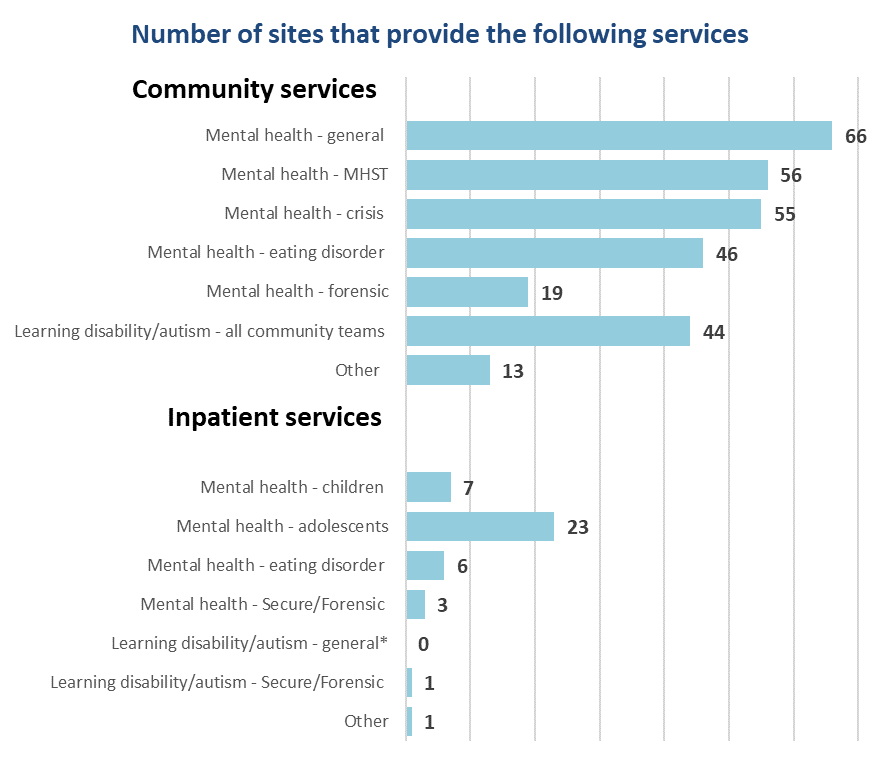 Number of sites that provide the following services
Community services
Mental health - general 66
Mental health - MHST 56
Mental health - crisis 55
Mental health - eating disorder 46
Mental health - forensic 19
Learning disability/autism - all community teams 44
Other 13
Inpatient services
Mental health - children 7
Mental health - adolescents 23
Mental health - eating disorder 6
Mental health - Secure/Forensic 3
Learning disability/autism - general* 0
Learning disability/autism - Secure/Forensic 1
Other 1